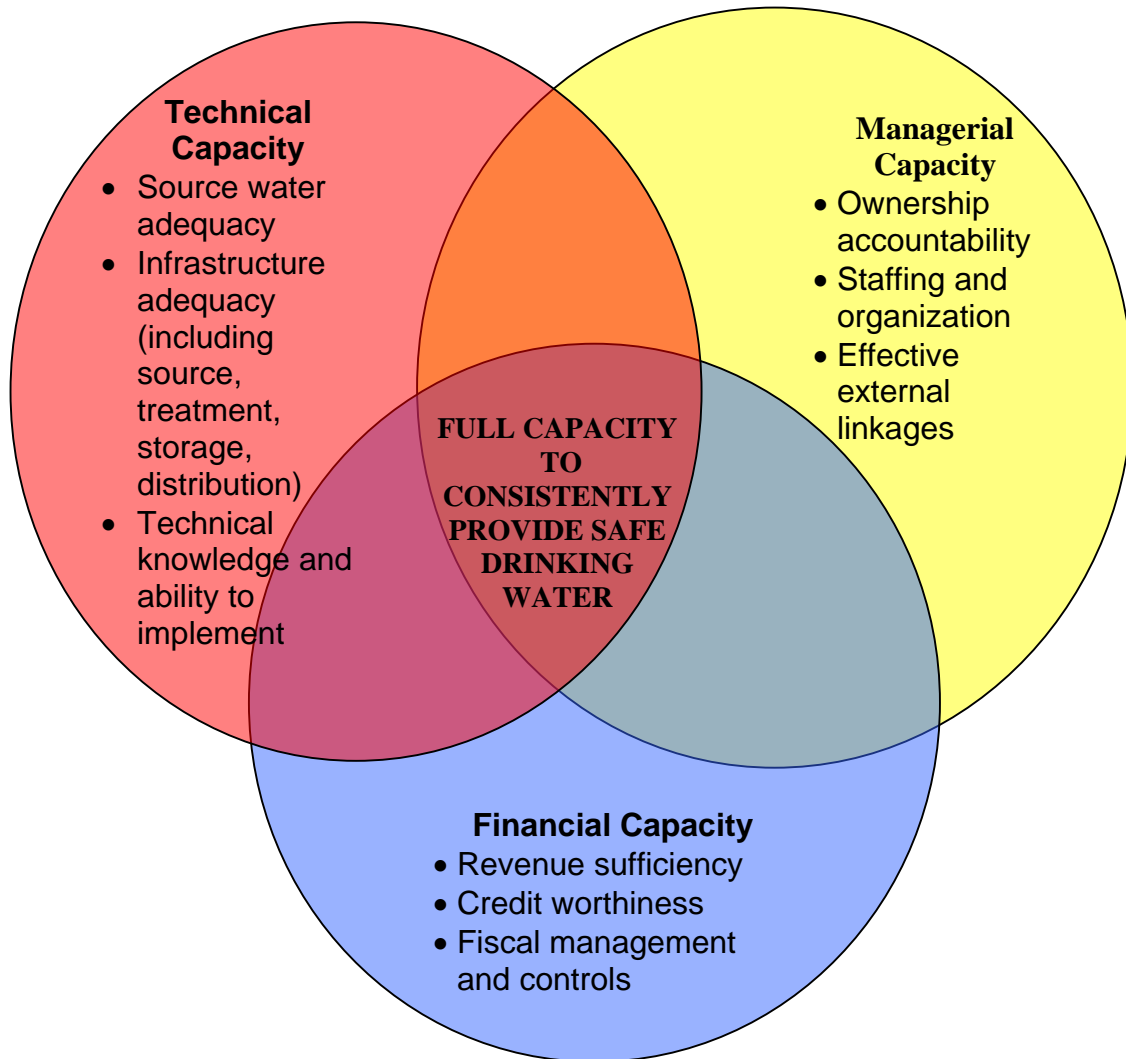 Technical
Capacity
• Source water
adequacy
• Infrastructure
adequacy
(including
source,
treatment,
storage,
distribution)
• Technical
knowledge and
ability to
implement
Managerial
Capacity
• Ownership
accountability
• Staffing and
organization
• Effective
external
linkages
FULL CAPACITY
TO
CONSISTENTLY
PROVIDE SAFE
DRINKING
WATER
Financial Capacity
• Revenue sufficiency
• Credit worthiness
• Fiscal management
and controls